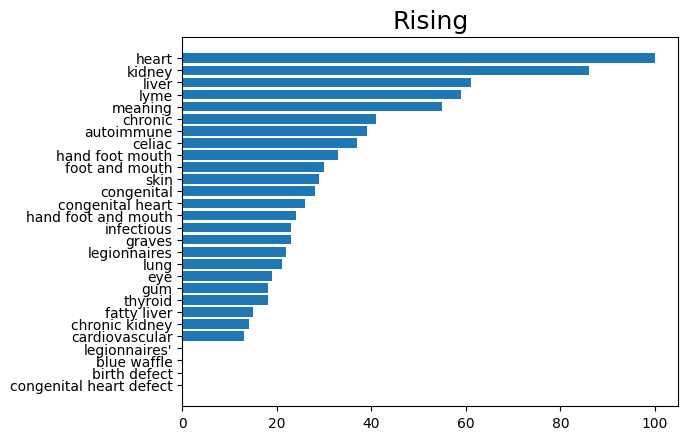 Rising
heart
kidney
liver
lyme
meaning
chronic
autoimmune
celiac
hand foot mouth
foot and mouth
skin
congenital
congenital heart
hand foot and mouth
infectious
graves
legionnaires
lung
eye
gum
thyroid
fatty liver
chronic kidney
cardiovascular
legionnaires'
blue waffle
birth defect
congenital heart defect
0 20 40 60 80 100